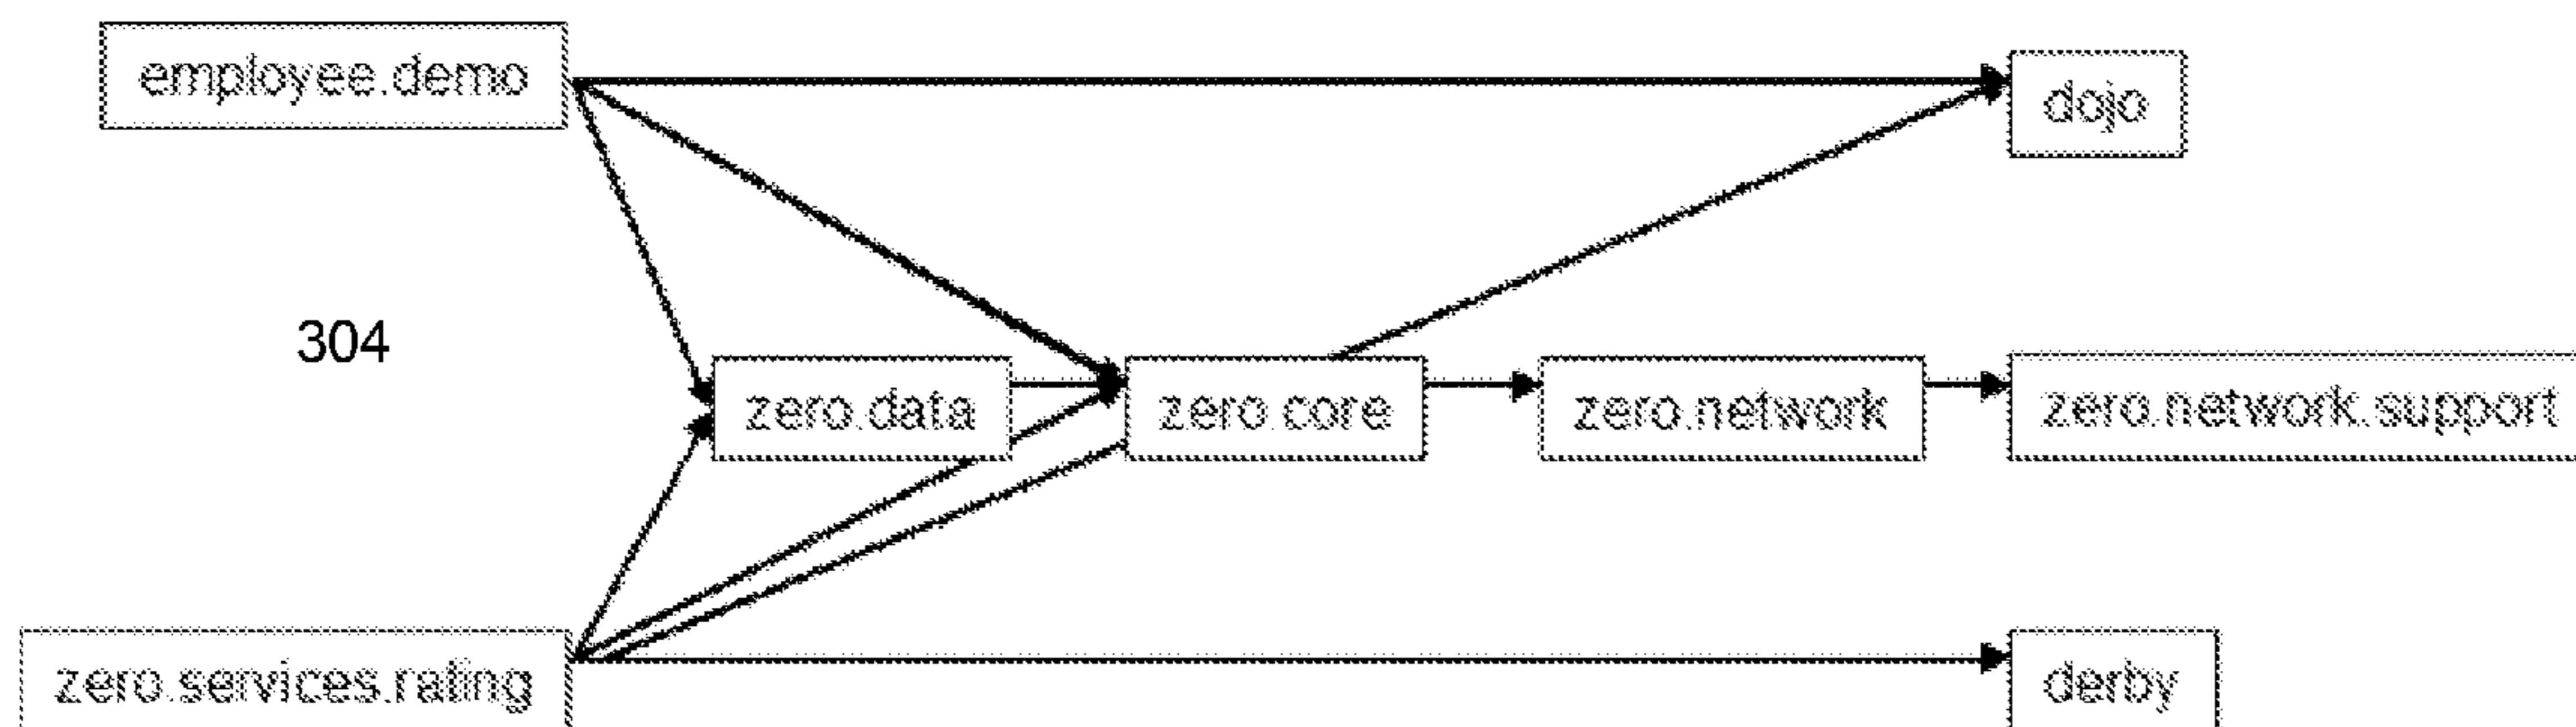 employee.demo
dojo
304
zero.data
zero.core
zero.network
zero.network.support
zero.services.rating
derby